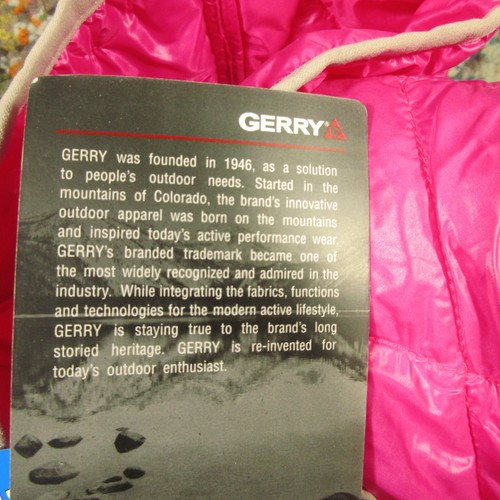 GERRY
GERRY was founded in 1946, as a solution
to people's outdoor needs. Started in the
mountains of Colorado, the brand's innovative
outdoor apparel was born on the mountains
and inspired today's active performance wear.
GERRY's branded trademark became one of
the most widely recognized and admired in the
industry. While integrating the fabrics, functions
and technologies for the modern active lifestyle,
GERRY is staying true to the brand's long
storied heritage. GERRY is re-invented for
today's outdoor enthusiast.